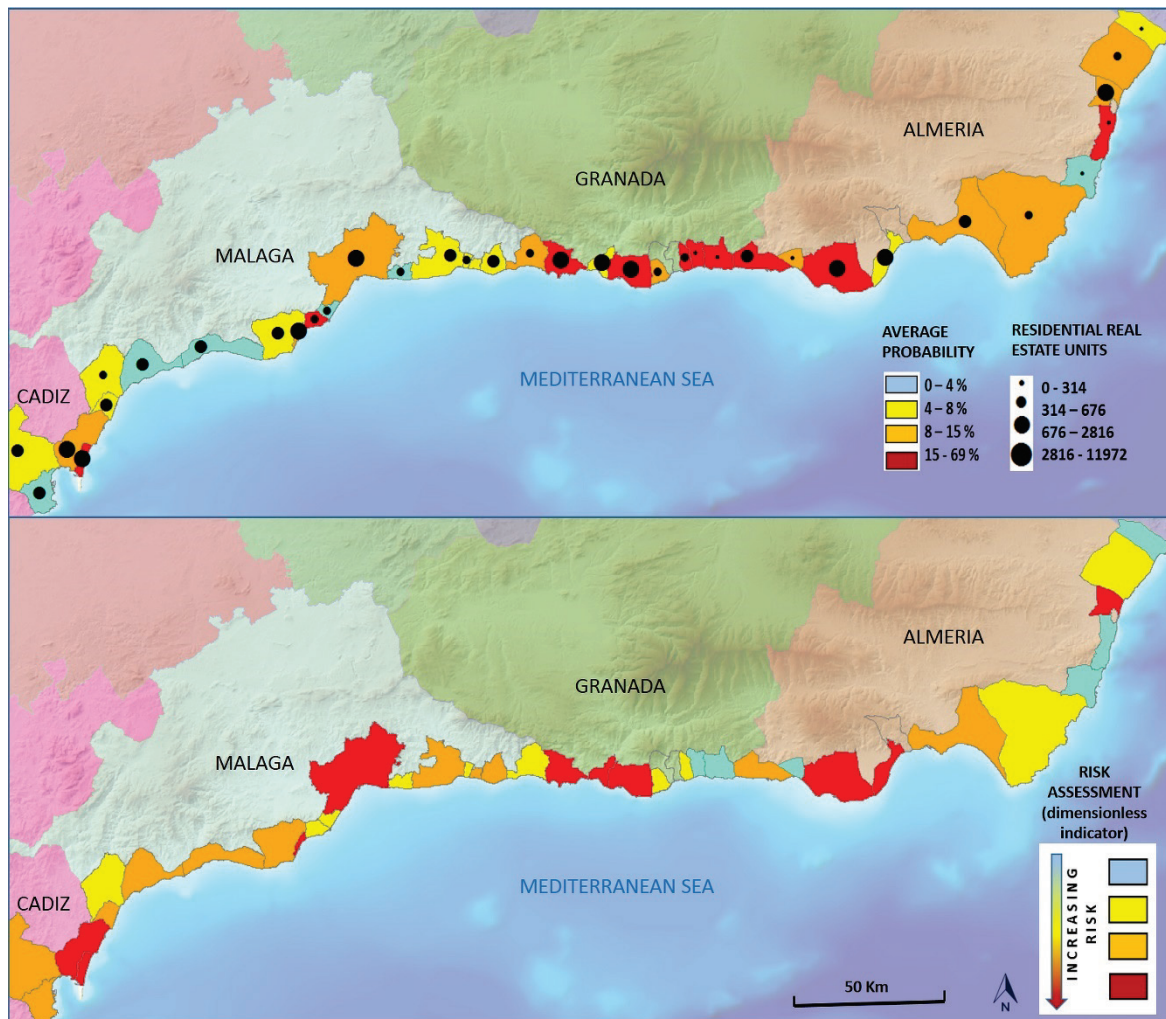 ALMERIA
GRANADA
MALAGA
CADIZ
MEDITERRANEAN SEA
AVERAGE
PROBABILITY
0 – 4 %
4 – 8 %
8 – 15 %
15 - 69 %
RESIDENTIAL REAL
ESTATE UNITS
0 - 314
314 – 676
676 – 2816
2816 - 11972
ALMERIA
GRANADA
MALAGA
CADIZ
MEDITERRANEAN SEA
RISK
ASSESSMENT
(dimensionless
indicator)
INCREASING
RISK
50 Km
N